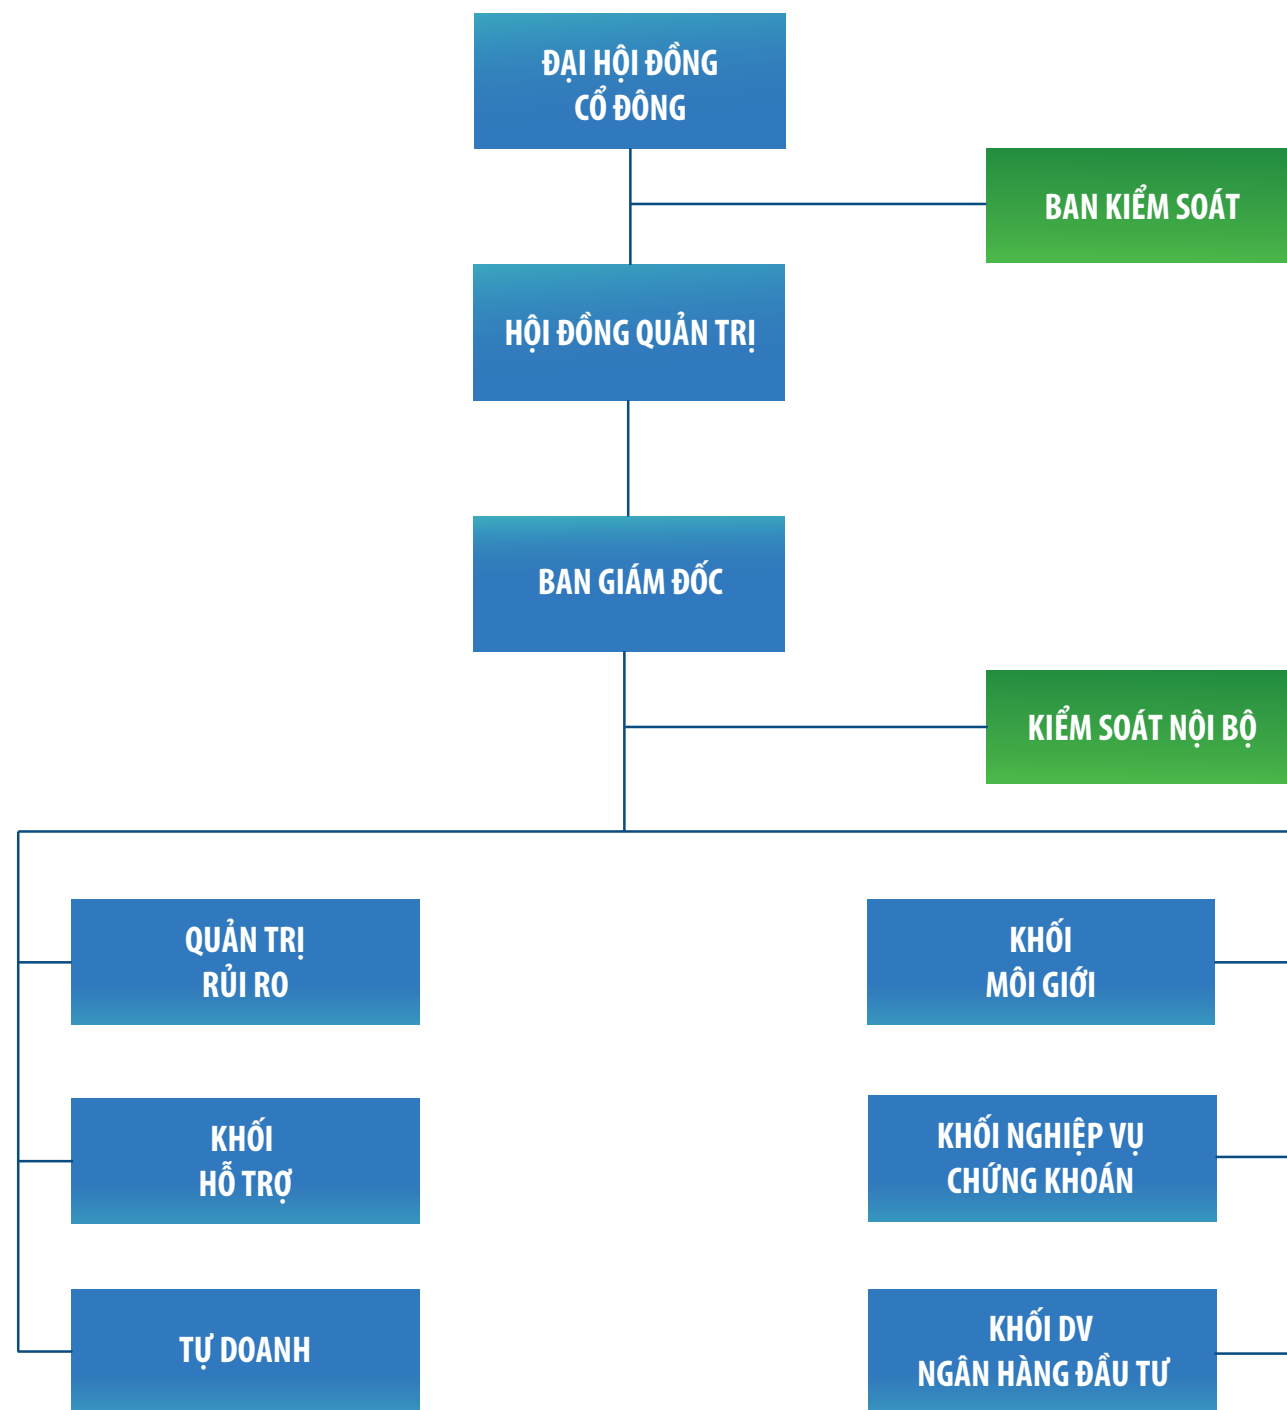 ĐẠI HỘI ĐỒNG
CỔ ĐÔNG
BAN KIỂM SOÁT
HỘI ĐỒNG QUẢN TRỊ
BAN GIÁM ĐỐC
KIỂM SOÁT NỘI BỘ
QUẢN TRỊ
RỦI RO
KHỐI
MÔI GIỚI
KHỐI
HỖ TRỢ
KHỐI NGHIỆP VỤ
CHỨNG KHOÁN
TỰ DOANH
KHỐI DV
NGÂN HÀNG ĐẦU TƯ